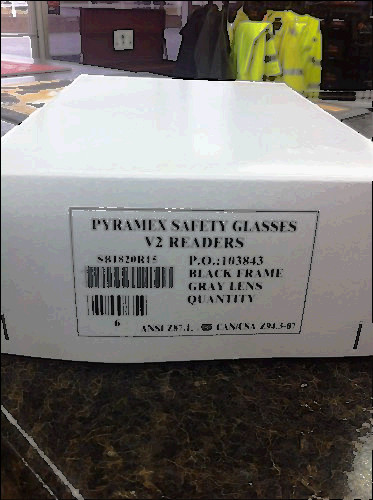 PYRAMEX SAFETY GLASSES
V2 READERS
SB1820R15 P.O.:103843
BLACK FRAME
GRAY LENS
QUANTITY
6
ANSI Z87.1. CAN/CSA Z94.3-07